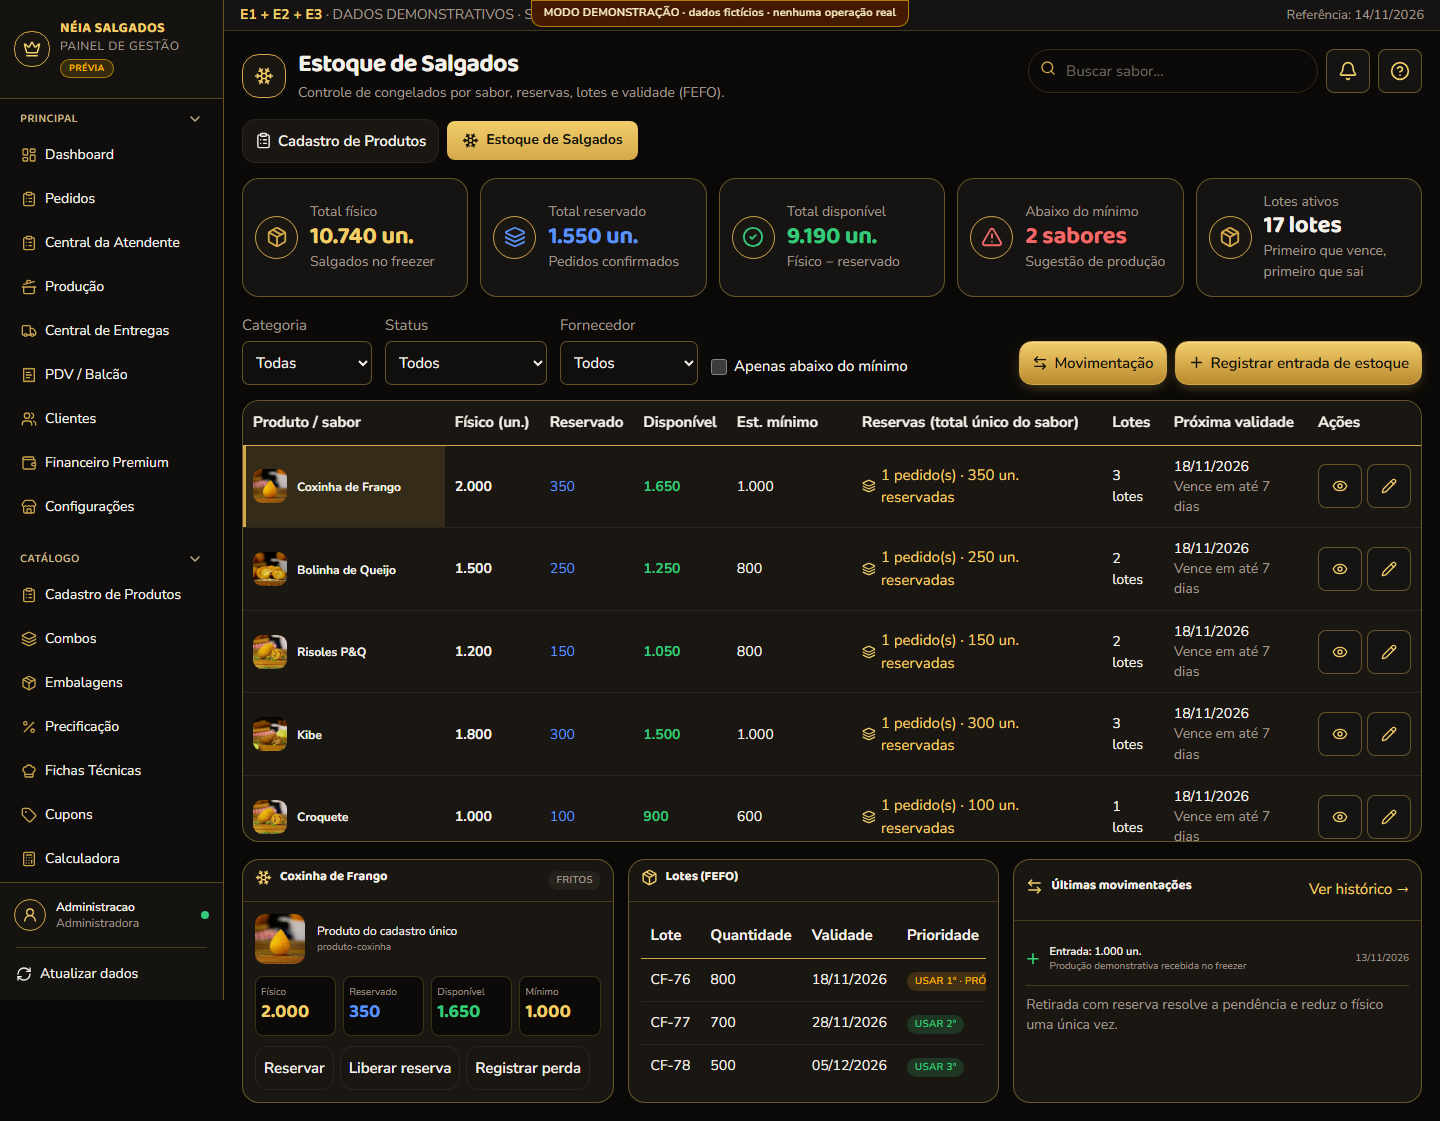 NÉIA SALGADOS
PAINEL DE GESTÃO
PRÉVIA
PRINCIPAL
Dashboard
Pedidos
Central da Atendente
Produção
Central de Entregas
PDV / Balcão
Clientes
Financeiro Premium
Configurações
CATÁLOGO
Cadastro de Produtos
Combos
Embalagens
Precificação
Fichas Técnicas
Cupons
Calculadora
Administracao
Administradora
Atualizar dados
E1 + E2 + E3 · DADOS DEMONSTRATIVOS · S
MODO DEMONSTRAÇÃO · dados fictícios · nenhuma operação real
Referência: 14/11/2026
Estoque de Salgados
Controle de congelados por sabor, reservas, lotes e validade (FEFO).
Buscar sabor...
Cadastro de Produtos
Estoque de Salgados
Total físico
10.740 un.
Salgados no freezer
Total reservado
1.550 un.
Pedidos confirmados
Total disponível
9.190 un.
Físico – reservado
Abaixo do mínimo
2 sabores
Sugestão de produção
Lotes ativos
17 lotes
Primeiro que vence,
primeiro que sai
Categoria
Todas
Status
Todos
Fornecedor
Todos
Apenas abaixo do mínimo
Movimentação
Registrar entrada de estoque
Produto / sabor Físico (un.) Reservado Disponível Est. mínimo Reservas (total único do sabor) Lotes Próxima validade Ações
Coxinha de Frango 2.000 350 1.650 1.000
1 pedido(s) · 350 un.
reservadas
3
lotes
18/11/2026
Vence em até 7
dias
Bolinha de Queijo 1.500 250 1.250 800
1 pedido(s) · 250 un.
reservadas
2
lotes
18/11/2026
Vence em até 7
dias
Risoles P&Q 1.200 150 1.050 800
1 pedido(s) · 150 un.
reservadas
2
lotes
18/11/2026
Vence em até 7
dias
Kibe 1.800 300 1.500 1.000
1 pedido(s) · 300 un.
reservadas
3
lotes
18/11/2026
Vence em até 7
dias
Croquete 1.000 100 900 600
1 pedido(s) · 100 un.
reservadas
1
lotes
18/11/2026
Vence em até 7
dias
Coxinha de Frango
FRITOS
Produto do cadastro único
produto-coxinha
Físico
2.000
Reservado
350
Disponível
1.650
Mínimo
1.000
Reservar
Liberar reserva
Registrar perda
Lotes (FEFO)
Lote Quantidade Validade Prioridade
CF-76 800 18/11/2026 USAR 1º · PRÓ
CF-77 700 28/11/2026 USAR 2º
CF-78 500 05/12/2026 USAR 3º
Últimas movimentações
Ver histórico →
Entrada: 1.000 un.
Produção demonstrativa recebida no freezer
13/11/2026
Retirada com reserva resolve a pendência e reduz o físico
uma única vez.